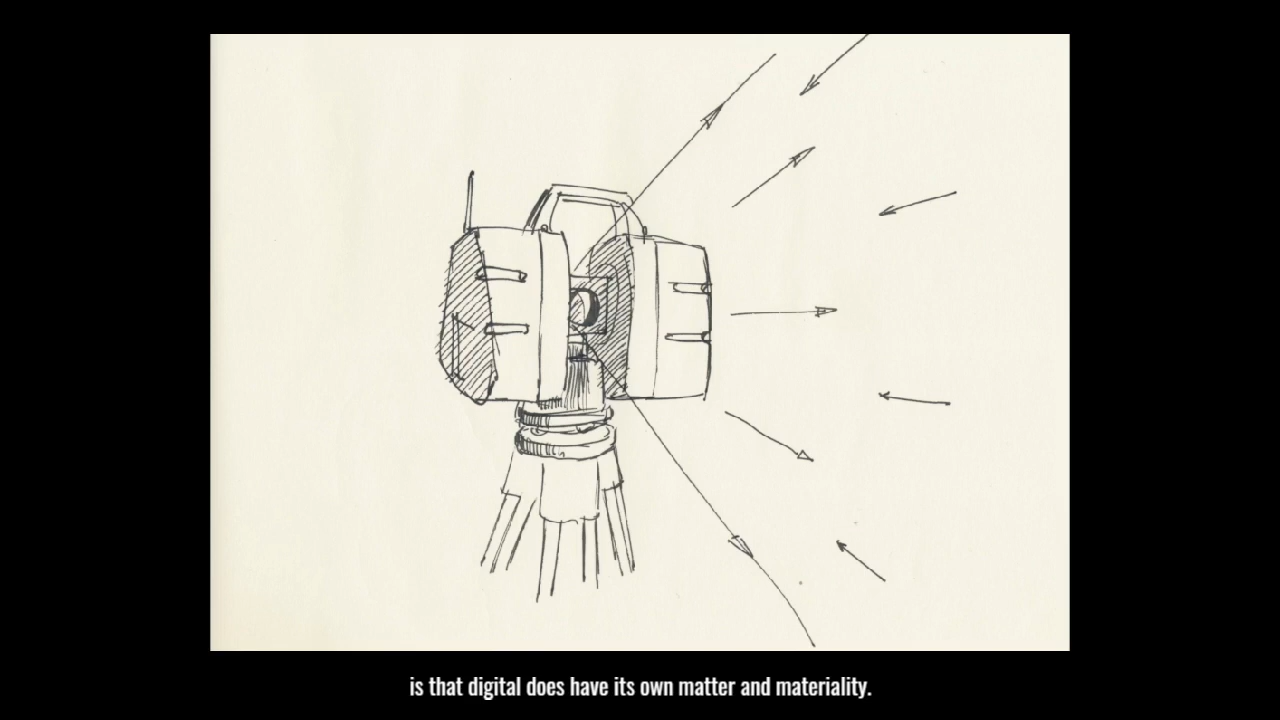 is that digital does have its own matter and materiality.